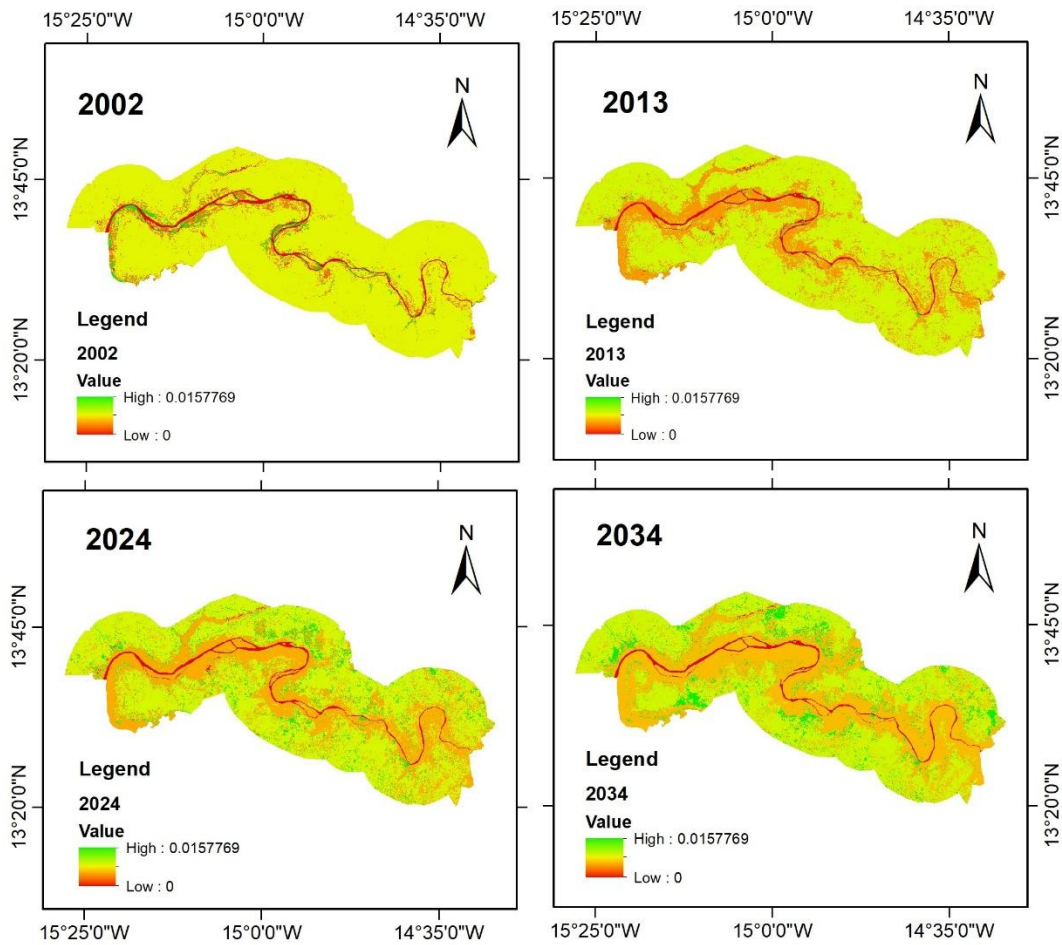 15°25'0"W 15°0'0"W 14°35'0"W
15°0'0"W 14°35'0"W
2002
N
13°45'0"N
13°20'0"N
Legend
2002
Value
High : 0.0157769
Low : 0
2013
N
13°45'0"N
13°20'0"N
Legend
2013
Value
High : 0.0157769
Low : 0
2024
N
13°45'0"N
13°20'0"N
Legend
2024
Value
High : 0.0157769
Low : 0
2034
N
13°45'0"N
13°20'0"N
Legend
2034
Value
High : 0.0157769
Low : 0
15°25'0"W 15°0'0"W 14°35'0"W
15°25'0"W 15°0'0"W 14°35'0"W